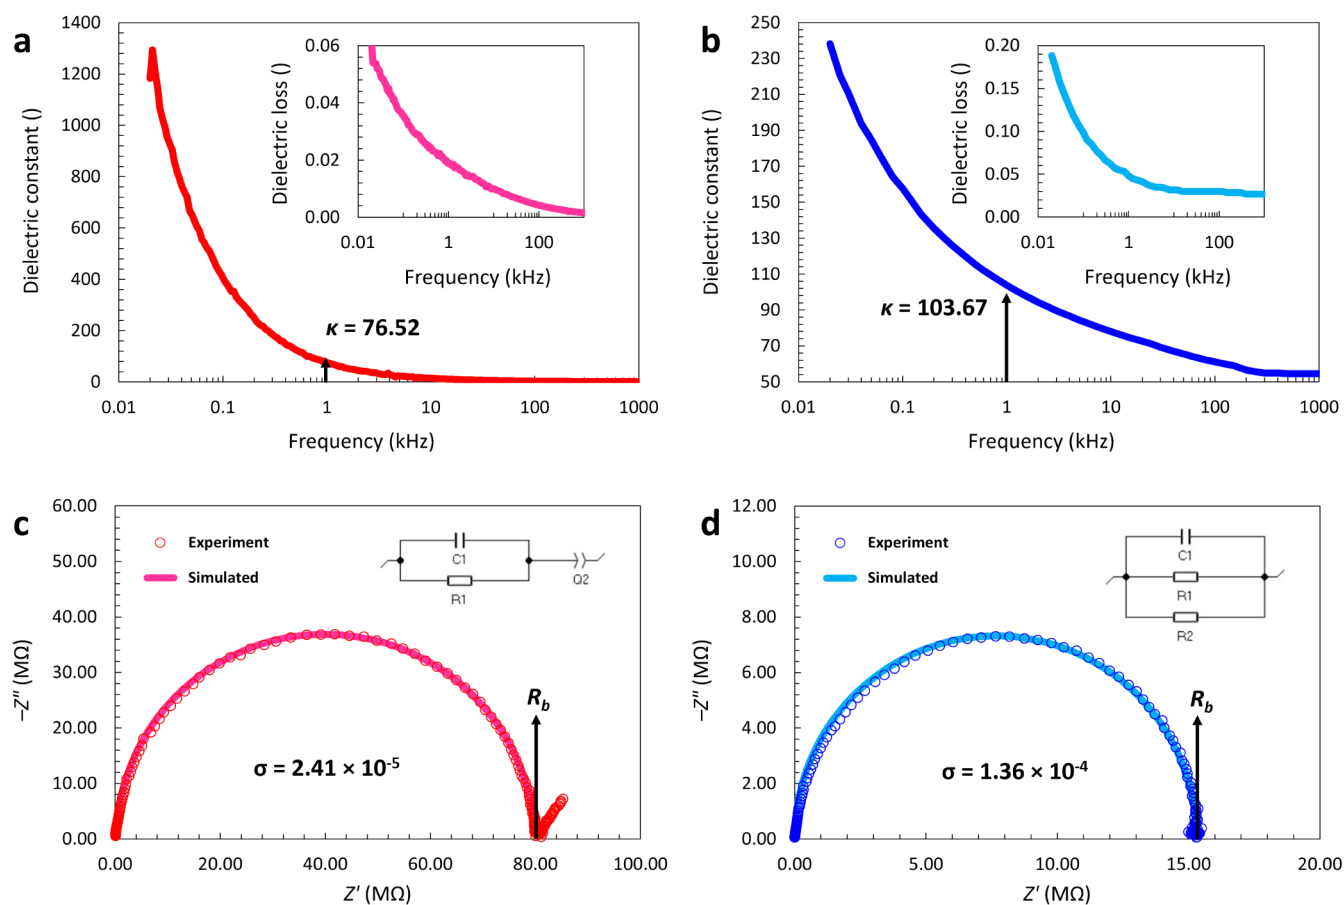 a
1400
1200
1000
800
600
400
200
0
Dielectric constant ()
0.01
0.1
1
10
100
1000
Frequency (kHz)
κ = 76.52
0.06
0.04
0.02
0.00
Dielectric loss ()
0.01
1
100
Frequency (kHz)
b
250
230
210
190
170
150
130
110
90
70
50
Dielectric constant ()
0.01
0.1
1
10
100
1000
Frequency (kHz)
κ = 103.67
0.20
0.15
0.10
0.05
0.00
Dielectric loss ()
0.01
1
100
Frequency (kHz)
c
60.00
50.00
40.00
30.00
20.00
10.00
0.00
–Z″ (MΩ)
0.00
20.00
40.00
60.00
80.00
100.00
Z′ (MΩ)
Experiment
Simulated
C1
R1
Q2
R_b
σ = 2.41 × 10⁻⁵
d
12.00
10.00
8.00
6.00
4.00
2.00
0.00
–Z″ (MΩ)
0.00
5.00
10.00
15.00
20.00
Z′ (MΩ)
Experiment
Simulated
C1
R1
R2
R_b
σ = 1.36 × 10⁻⁴